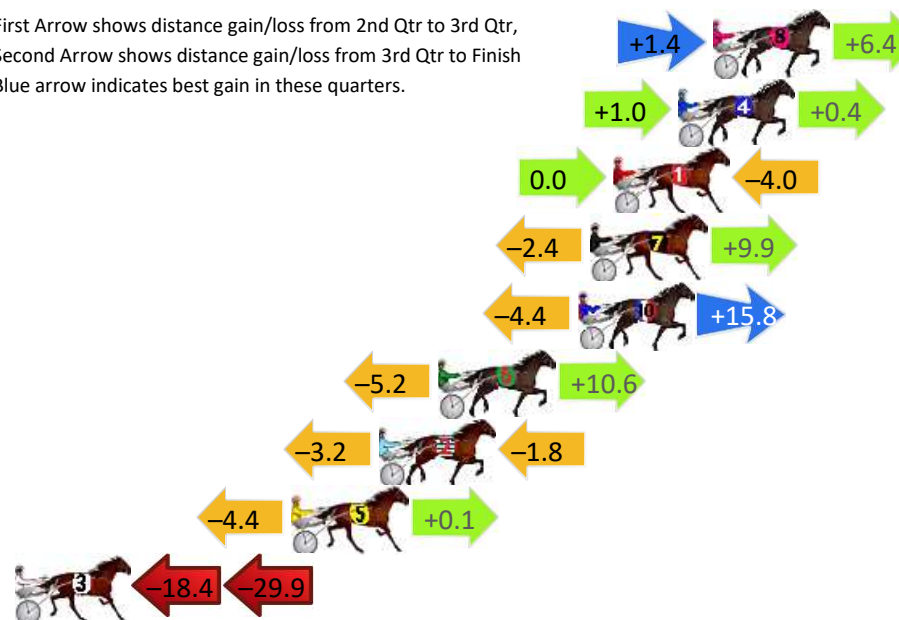 First Arrow shows distance gain/loss from 2nd Qtr to 3rd Qtr,
Second Arrow shows distance gain/loss from 3rd Qtr to Finish
Blue arrow indicates best gain in these quarters.
+1.4 8 +6.4
+1.0 4 +0.4
0.0 1 –4.0
–2.4 7 +9.9
–4.4 10 +15.8
–5.2 +10.6
–3.2 –1.8
–4.4 5 +0.1
3 –18.4 –29.9